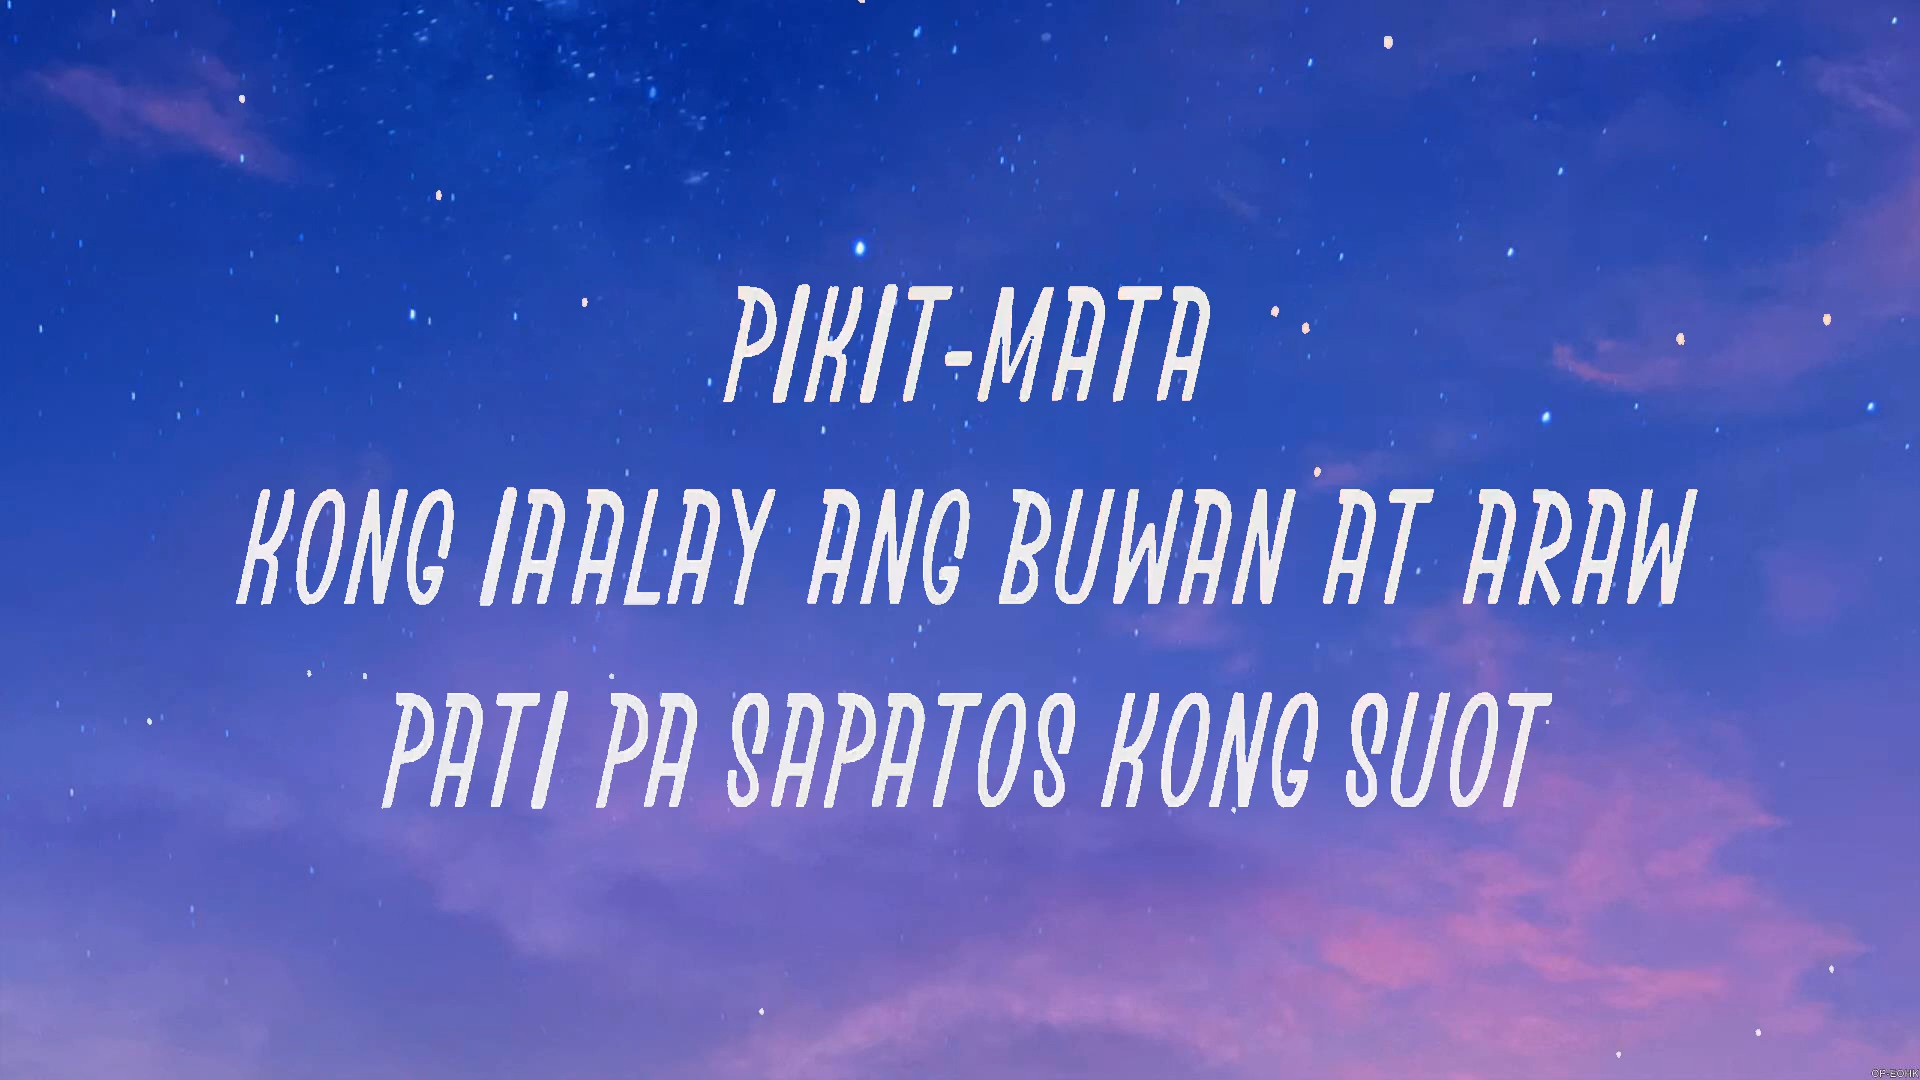 PIKIT-MATA
KONG IAALAY ANG BUWAN AT ARAW
PATI PA SAPATOS KONG SUOT